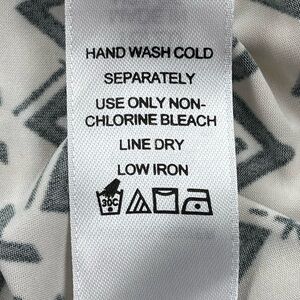 HAND WASH COLD
SEPARATELY
USE ONLY NON-
CHLORINE BLEACH
LINE DRY
LOW IRON
30C